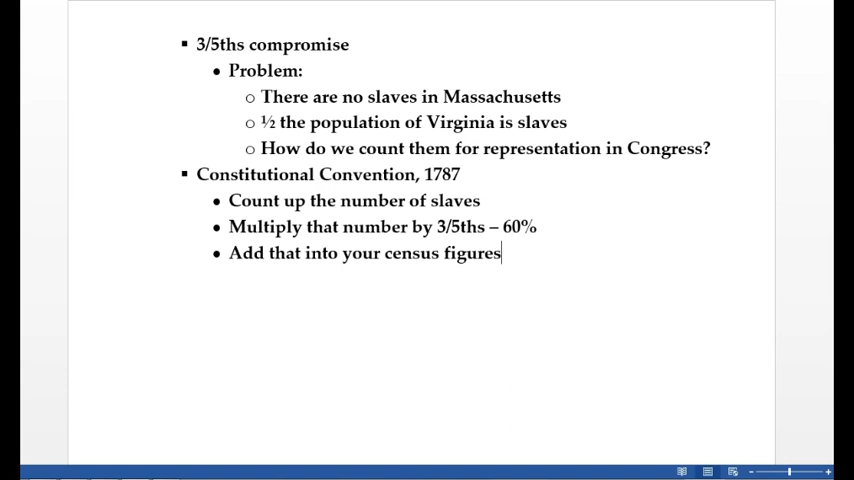 ▪ 3/5ths compromise
• Problem:
○ There are no slaves in Massachusetts
○ ½ the population of Virginia is slaves
○ How do we count them for representation in Congress?
▪ Constitutional Convention, 1787
• Count up the number of slaves
• Multiply that number by 3/5ths – 60%
• Add that into your census figures